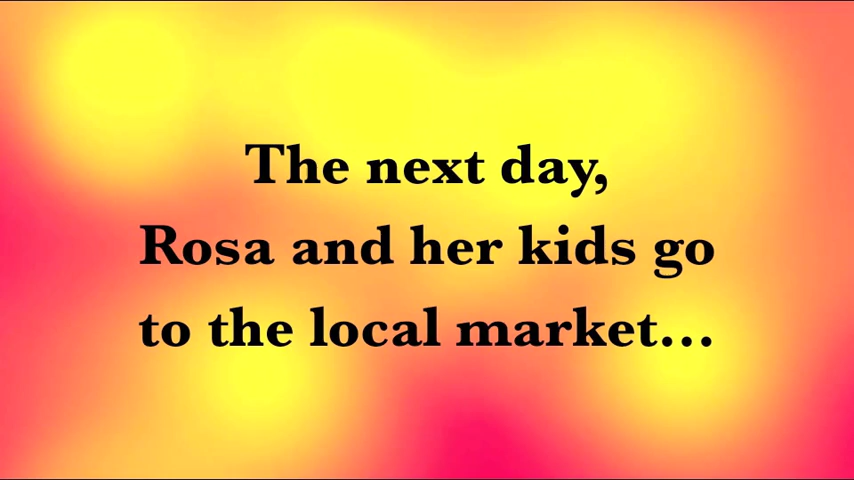 The next day,
Rosa and her kids go
to the local market...